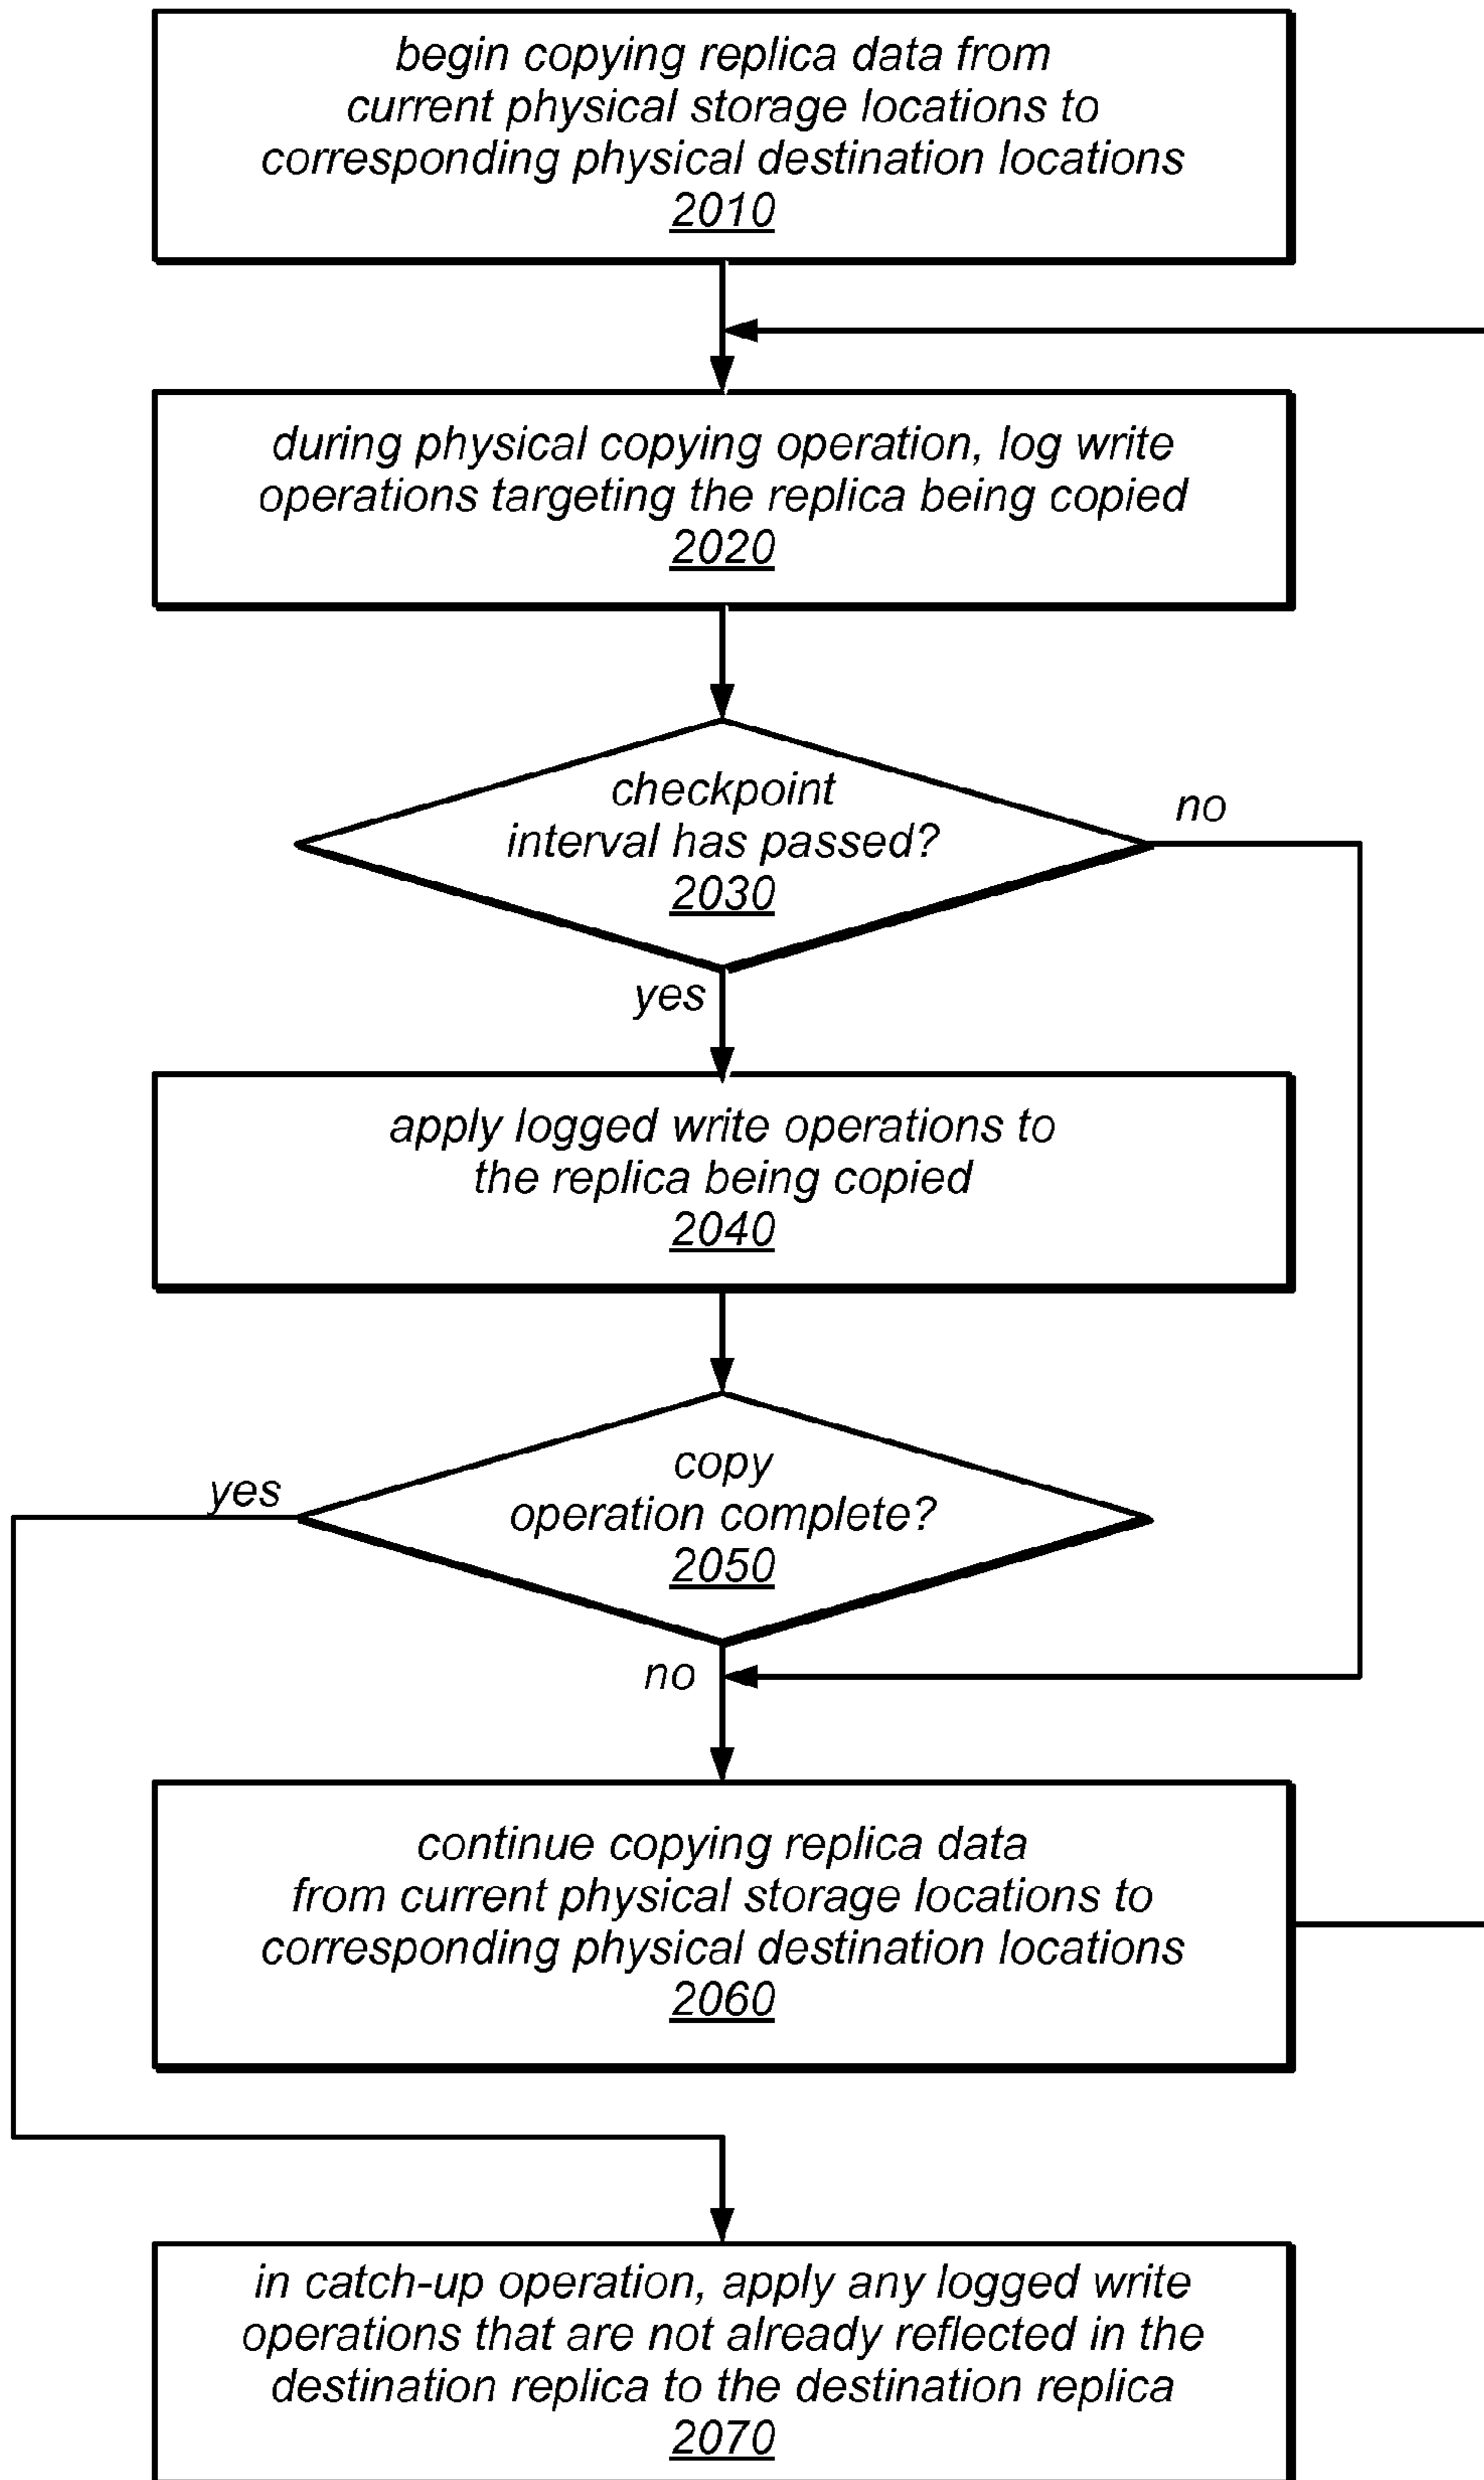 begin copying replica data from
current physical storage locations to
corresponding physical destination locations
2010
during physical copying operation, log write
operations targeting the replica being copied
2020
checkpoint
interval has passed?
2030
no
yes
apply logged write operations to
the replica being copied
2040
copy
operation complete?
2050
yes
no
continue copying replica data
from current physical storage locations to
corresponding physical destination locations
2060
in catch-up operation, apply any logged write
operations that are not already reflected in the
destination replica to the destination replica
2070